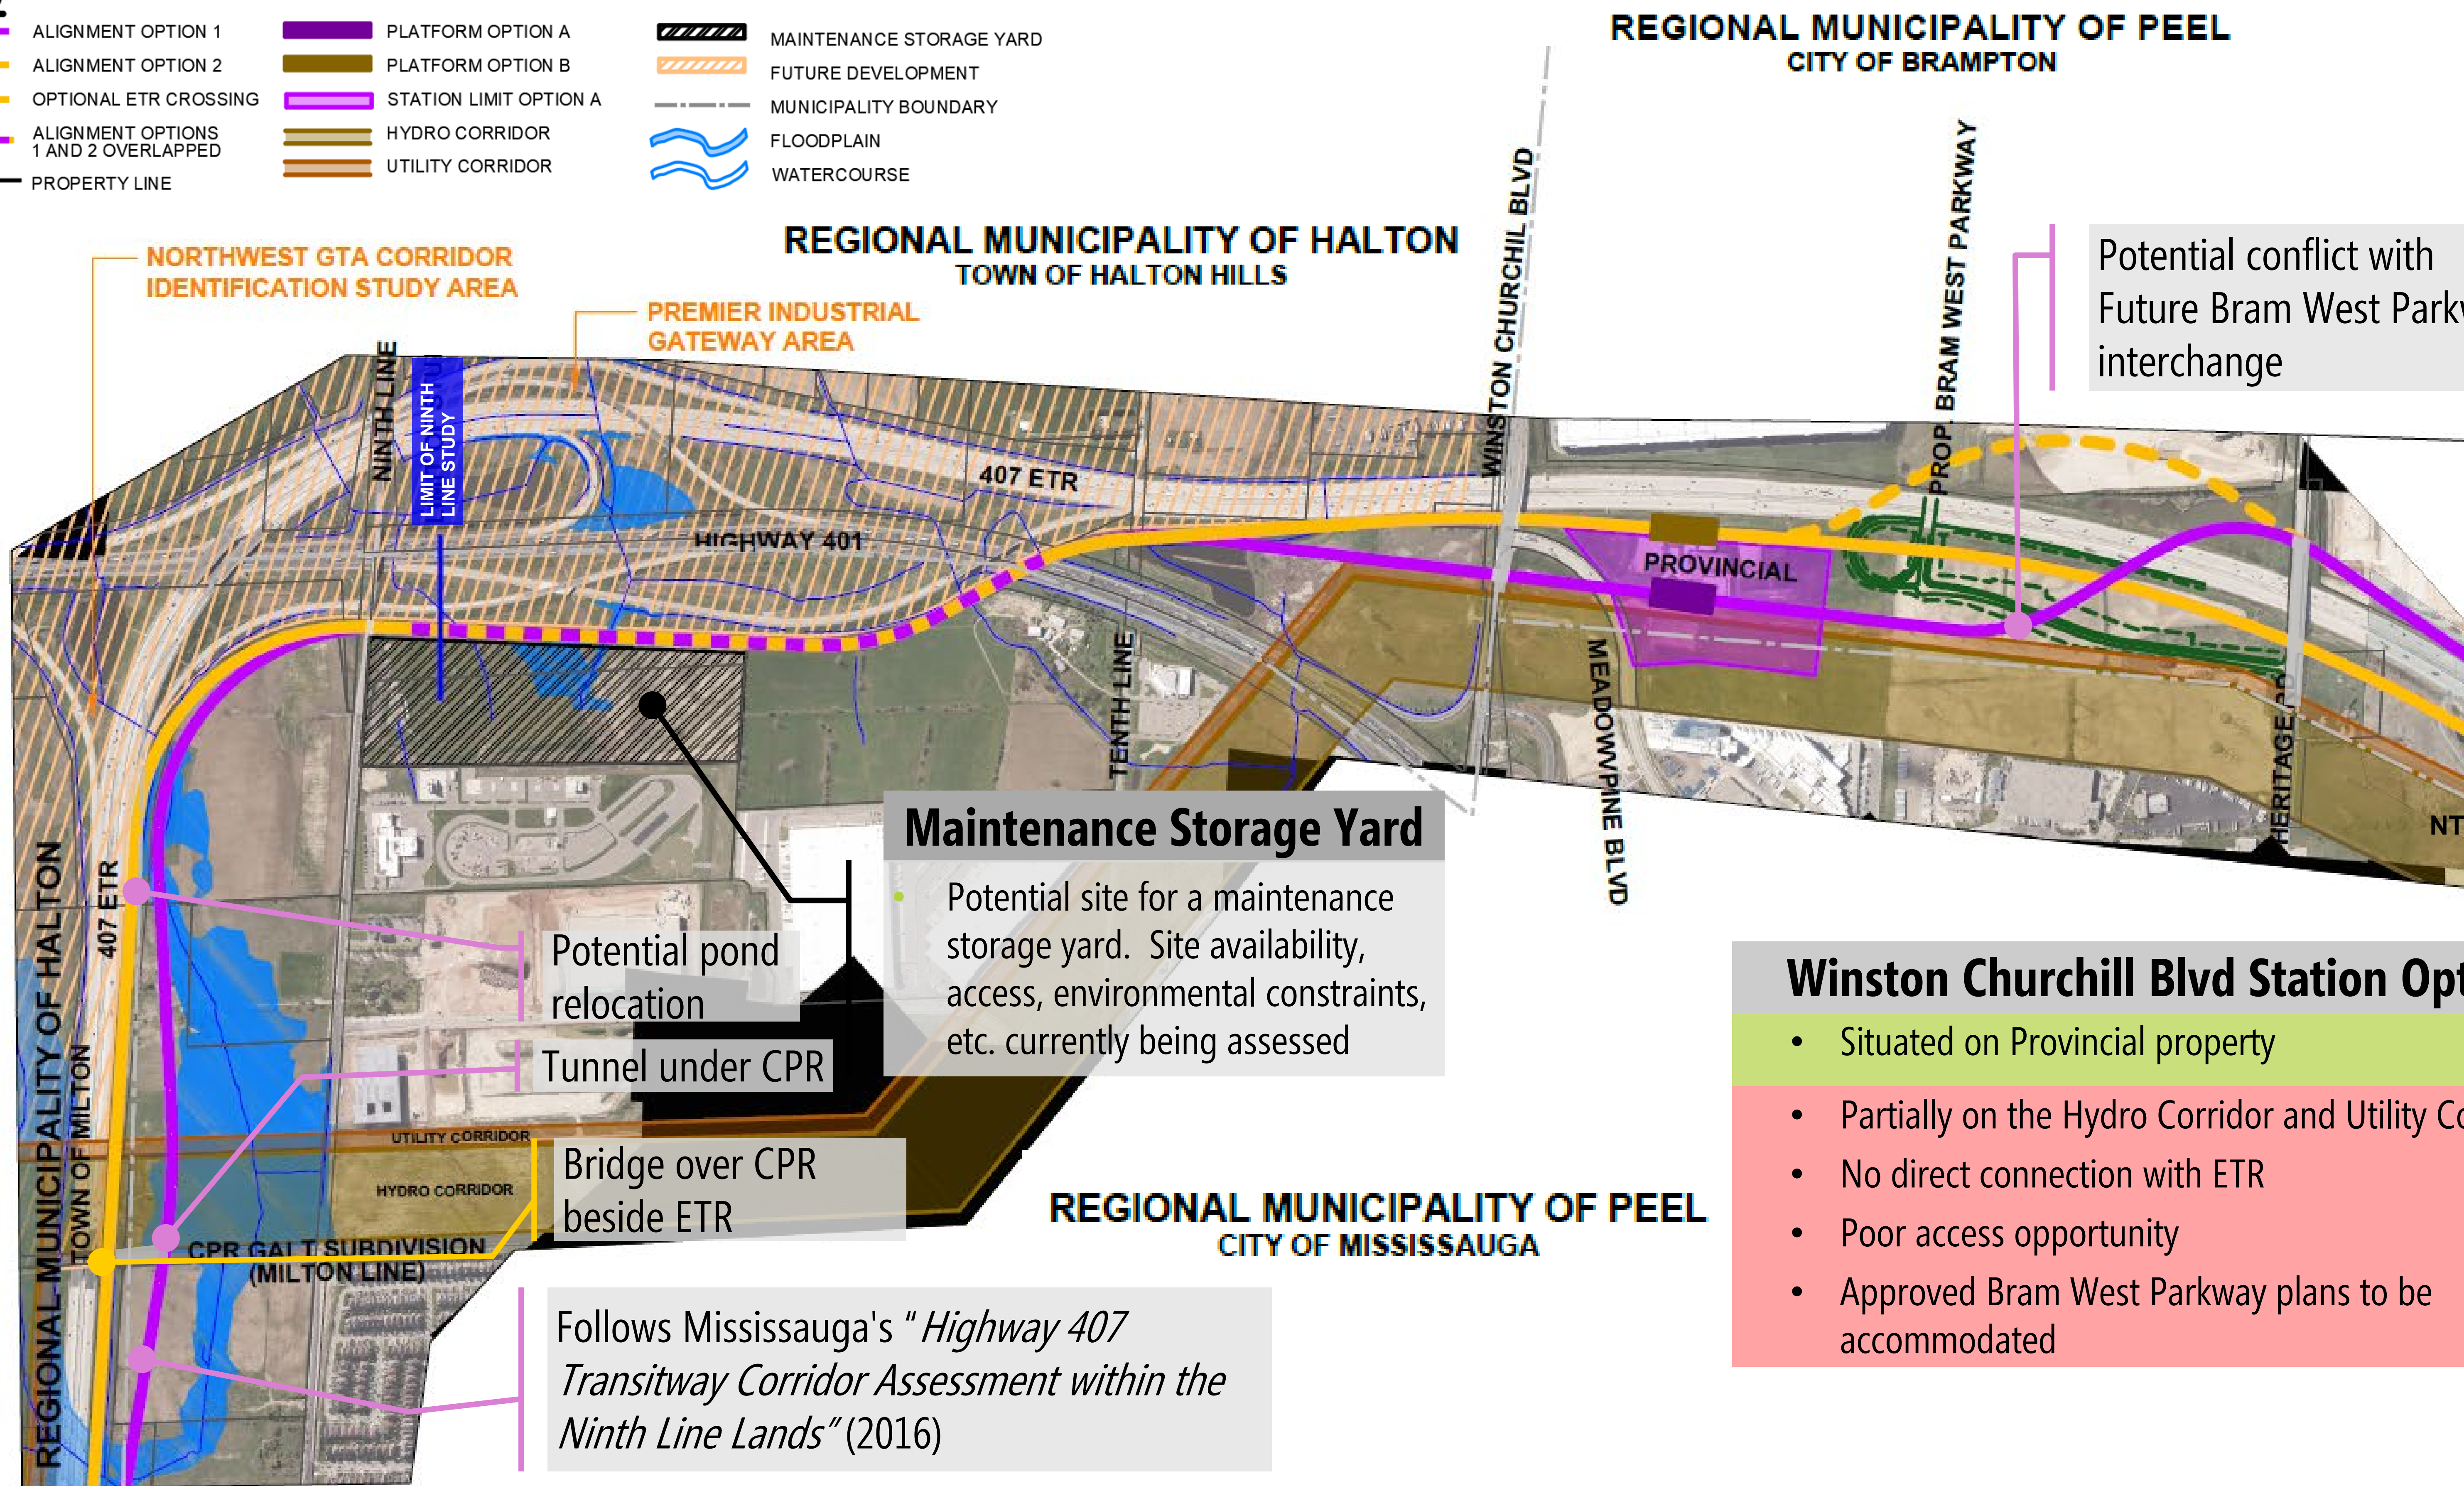 ALIGNMENT OPTION 1
ALIGNMENT OPTION 2
OPTIONAL ETR CROSSING
ALIGNMENT OPTIONS
1 AND 2 OVERLAPPED
PROPERTY LINE
PLATFORM OPTION A
PLATFORM OPTION B
STATION LIMIT OPTION A
HYDRO CORRIDOR
UTILITY CORRIDOR
MAINTENANCE STORAGE YARD
FUTURE DEVELOPMENT
MUNICIPALITY BOUNDARY
FLOODPLAIN
WATERCOURSE
REGIONAL MUNICIPALITY OF PEEL
CITY OF BRAMPTON
REGIONAL MUNICIPALITY OF HALTON
TOWN OF HALTON HILLS
NORTHWEST GTA CORRIDOR
IDENTIFICATION STUDY AREA
PREMIER INDUSTRIAL
GATEWAY AREA
WINSTON CHURCHIL BLVD
PROP. BRAM WEST PARKWAY
Potential conflict with
Future Bram West
interchange
NINTH LINE
LIMIT OF NINTH
LINE STUDY
407 ETR
HIGHWAY 401
PROVINCIAL
TENTH LINE
MEADOWPINE BLVD
HERITAGE
Maintenance Storage Yard
• Potential site for a maintenance
storage yard. Site availability,
access, environmental constraints,
etc. currently being assessed
REGIONAL MUNICIPALITY OF HALTON
TOWN OF MILTON
407 ETR
Potential pond
relocation
Tunnel under CPR
UTILITY CORRIDOR
HYDRO CORRIDOR
Bridge over CPR
beside ETR
CPR GALT SUBDIVISION
(MILTON LINE)
REGIONAL MUNICIPALITY OF PEEL
CITY OF MISSISSAUGA
Follows Mississauga's "Highway 407
Transitway Corridor Assessment within the
Ninth Line Lands" (2016)
Winston Churchill Blvd Station
• Situated on Provincial property
• Partially on the Hydro Corridor and Utility
• No direct connection with ETR
• Poor access opportunity
• Approved Bram West Parkway plans to be
accommodated